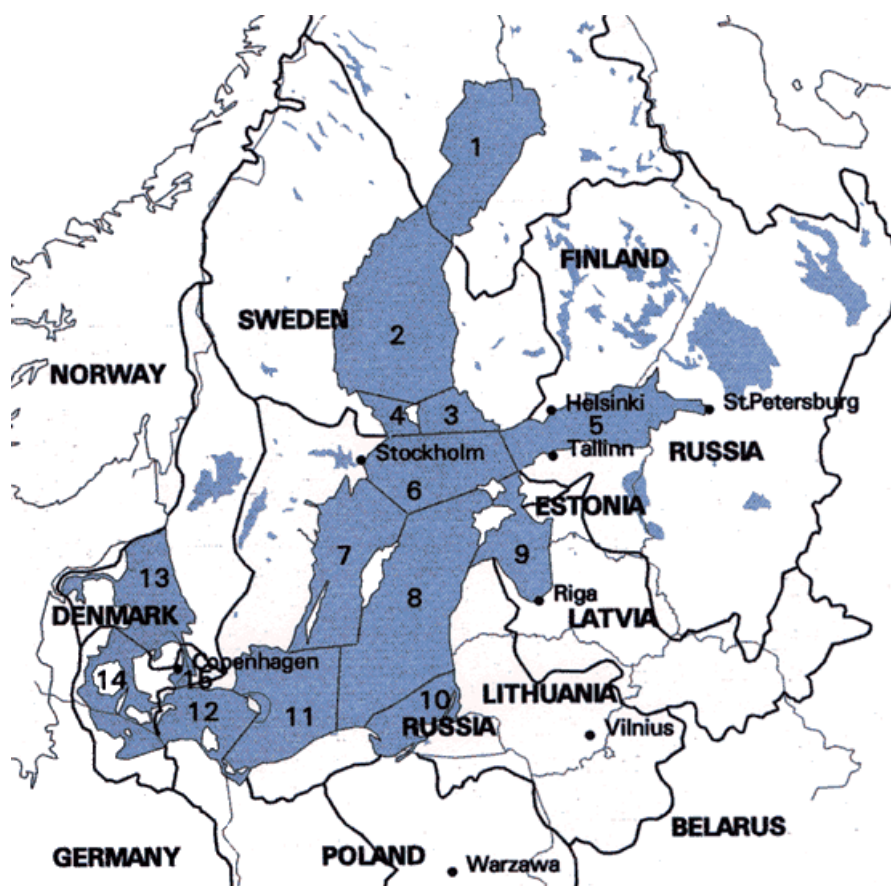 1
FINLAND
SWEDEN
2
NORWAY
4
3
Helsinki
St.Petersburg
5
Stockholm
Tallinn
RUSSIA
6
ESTONIA
7
9
13
8
Riga
DENMARK
LATVIA
Copenhagen
14
15
LITHUANIA
10
12
11
RUSSIA
Vilnius
BELARUS
GERMANY
POLAND
Warzawa